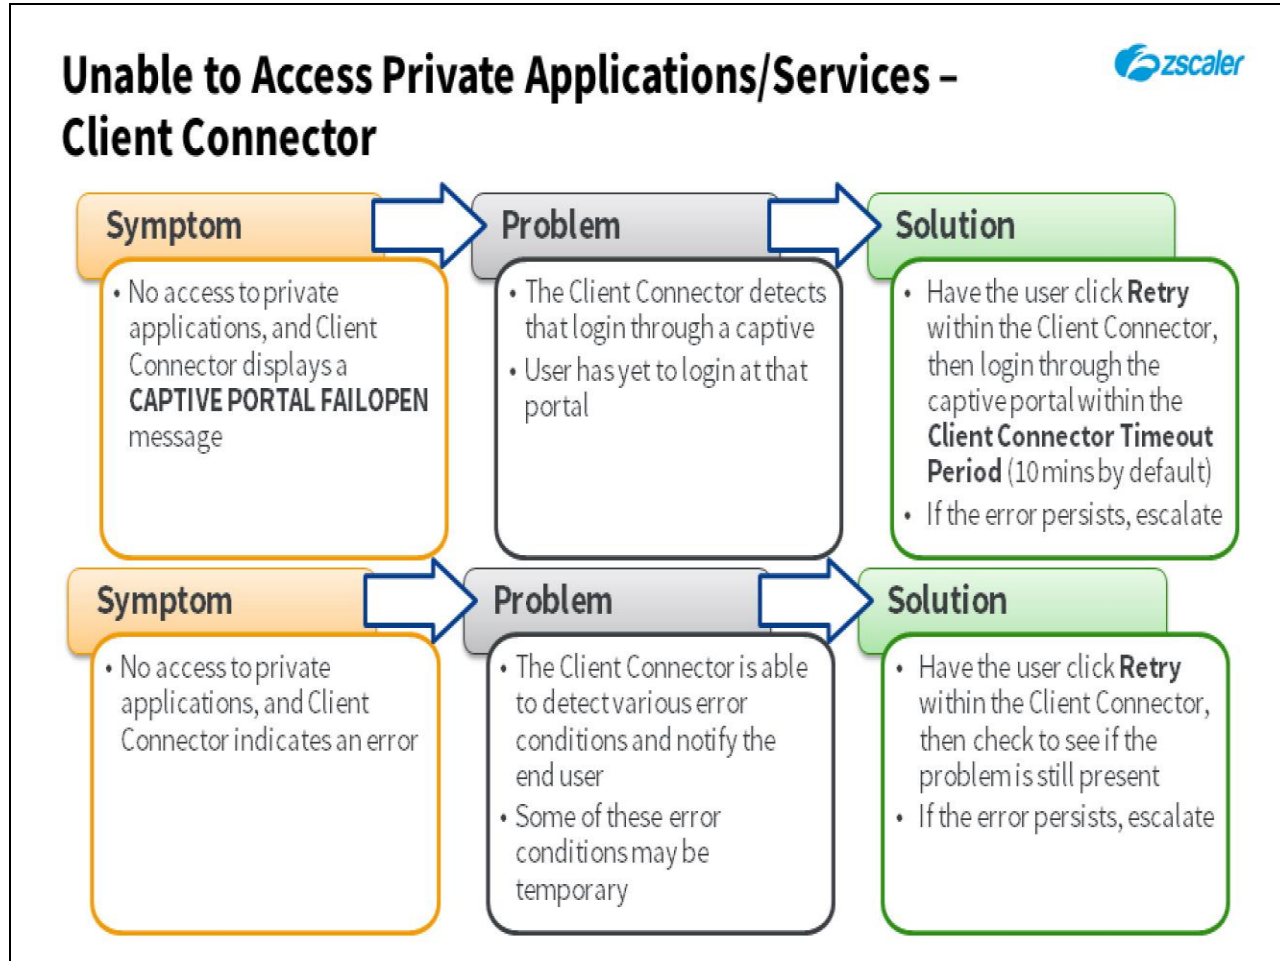 Unable to Access Private Applications/Services –
Client Connector
zscaler
Symptom
• No access to private
applications, and Client
Connector displays a
CAPTIVE PORTAL FAILOPEN
message
Problem
• The Client Connector detects
that login through a captive
• User has yet to login at that
portal
Solution
• Have the user click Retry
within the Client Connector,
then login through the
captive portal within the
Client Connector Timeout
Period (10 mins by default)
• If the error persists, escalate
Symptom
• No access to private
applications, and Client
Connector indicates an error
Problem
• The Client Connector is able
to detect various error
conditions and notify the
end user
• Some of these error
conditions may be
temporary
Solution
• Have the user click Retry
within the Client Connector,
then check to see if the
problem is still present
• If the error persists, escalate